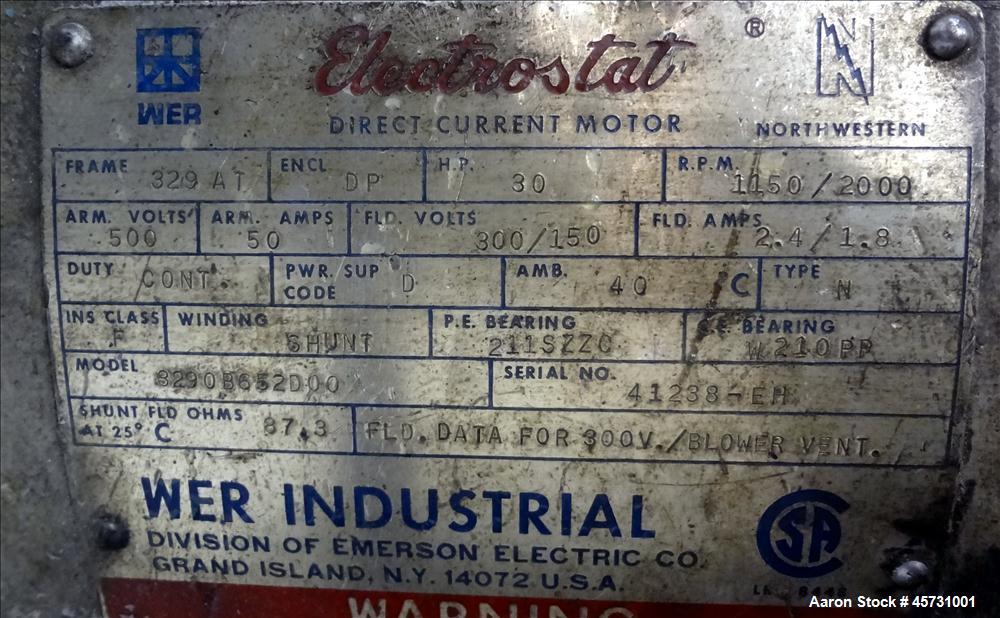 WER
Electrostat ®
DIRECT CURRENT MOTOR
NORTHWESTERN
FRAME 329 AT ENCL DP H.P. 30 R.P.M. 1150/2000
ARM. VOLTS 500 ARM. AMPS 50 FLD. VOLTS 300/150 FLD. AMPS 2.4/1.8
DUTY CONT. PWR. SUP CODE D AMB. 40 C TYPE N
INS CLASS F WINDING SHUNT P.E. BEARING 211SZZC BEARING W210PP
MODEL 3290B652D00 SERIAL NO. 41238-EH
SHUNT FLD OHMS AT 25° C 87.3 FLD. DATA FOR 300V./BLOWER VENT.
WER INDUSTRIAL
DIVISION OF EMERSON ELECTRIC CO.
GRAND ISLAND, N.Y. 14072 U.S.A.
CSA
WARNING
Aaron Stock # 45731001